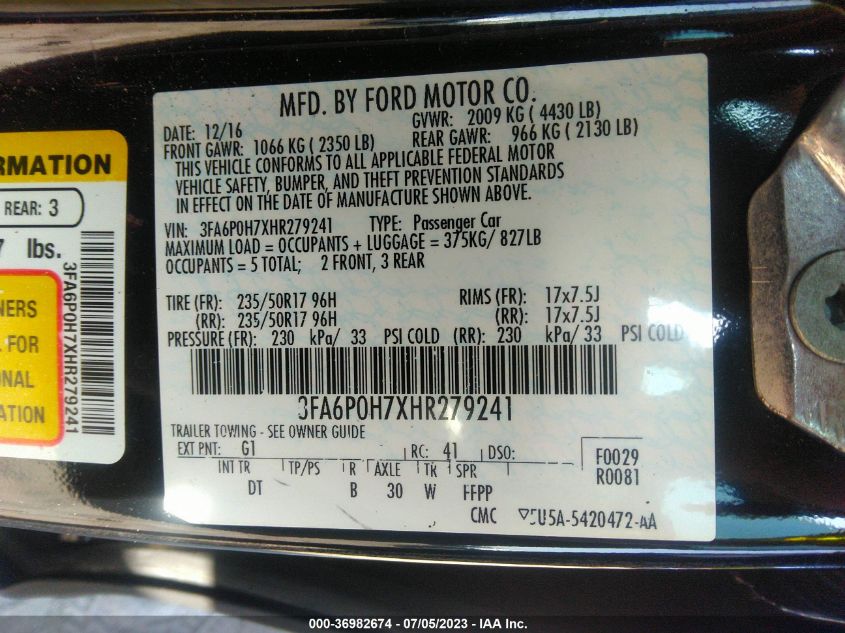 MFD. BY FORD MOTOR CO.
DATE: 12/16 GVWR: 2009 KG ( 4430 LB)
FRONT GAWR: 1066 KG ( 2350 LB) REAR GAWR: 966 KG ( 2130 LB)
THIS VEHICLE CONFORMS TO ALL APPLICABLE FEDERAL MOTOR
VEHICLE SAFETY, BUMPER, AND THEFT PREVENTION STANDARDS
IN EFFECT ON THE DATE OF MANUFACTURE SHOWN ABOVE.
VIN: 3FA6P0H7XHR279241 TYPE: Passenger Car
MAXIMUM LOAD = OCCUPANTS + LUGGAGE = 375KG/ 827LB
OCCUPANTS = 5 TOTAL; 2 FRONT, 3 REAR
TIRE (FR): 235/50R17 96H RIMS (FR): 17x7.5J
(RR): 235/50R17 96H (RR): 17x7.5J
PRESSURE (FR): 230 kPa/ 33 PSI COLD (RR): 230 kPa/ 33 PSI COLD
3FA6P0H7XHR279241
TRAILER TOWING - SEE OWNER GUIDE
EXT PNT: G1 RC: 41 DSO:
INT TR TP/PS R AXLE TR SPR
DT B 30 W FFPP
F0029
R0081
CMC 5U5A-5420472-AA
RMATION
REAR: 3
7 lbs.
NERS
FOR
ONAL
ATION
3FA6P0H7XHR279241
000-36982674 - 07/05/2023 - IAA Inc.